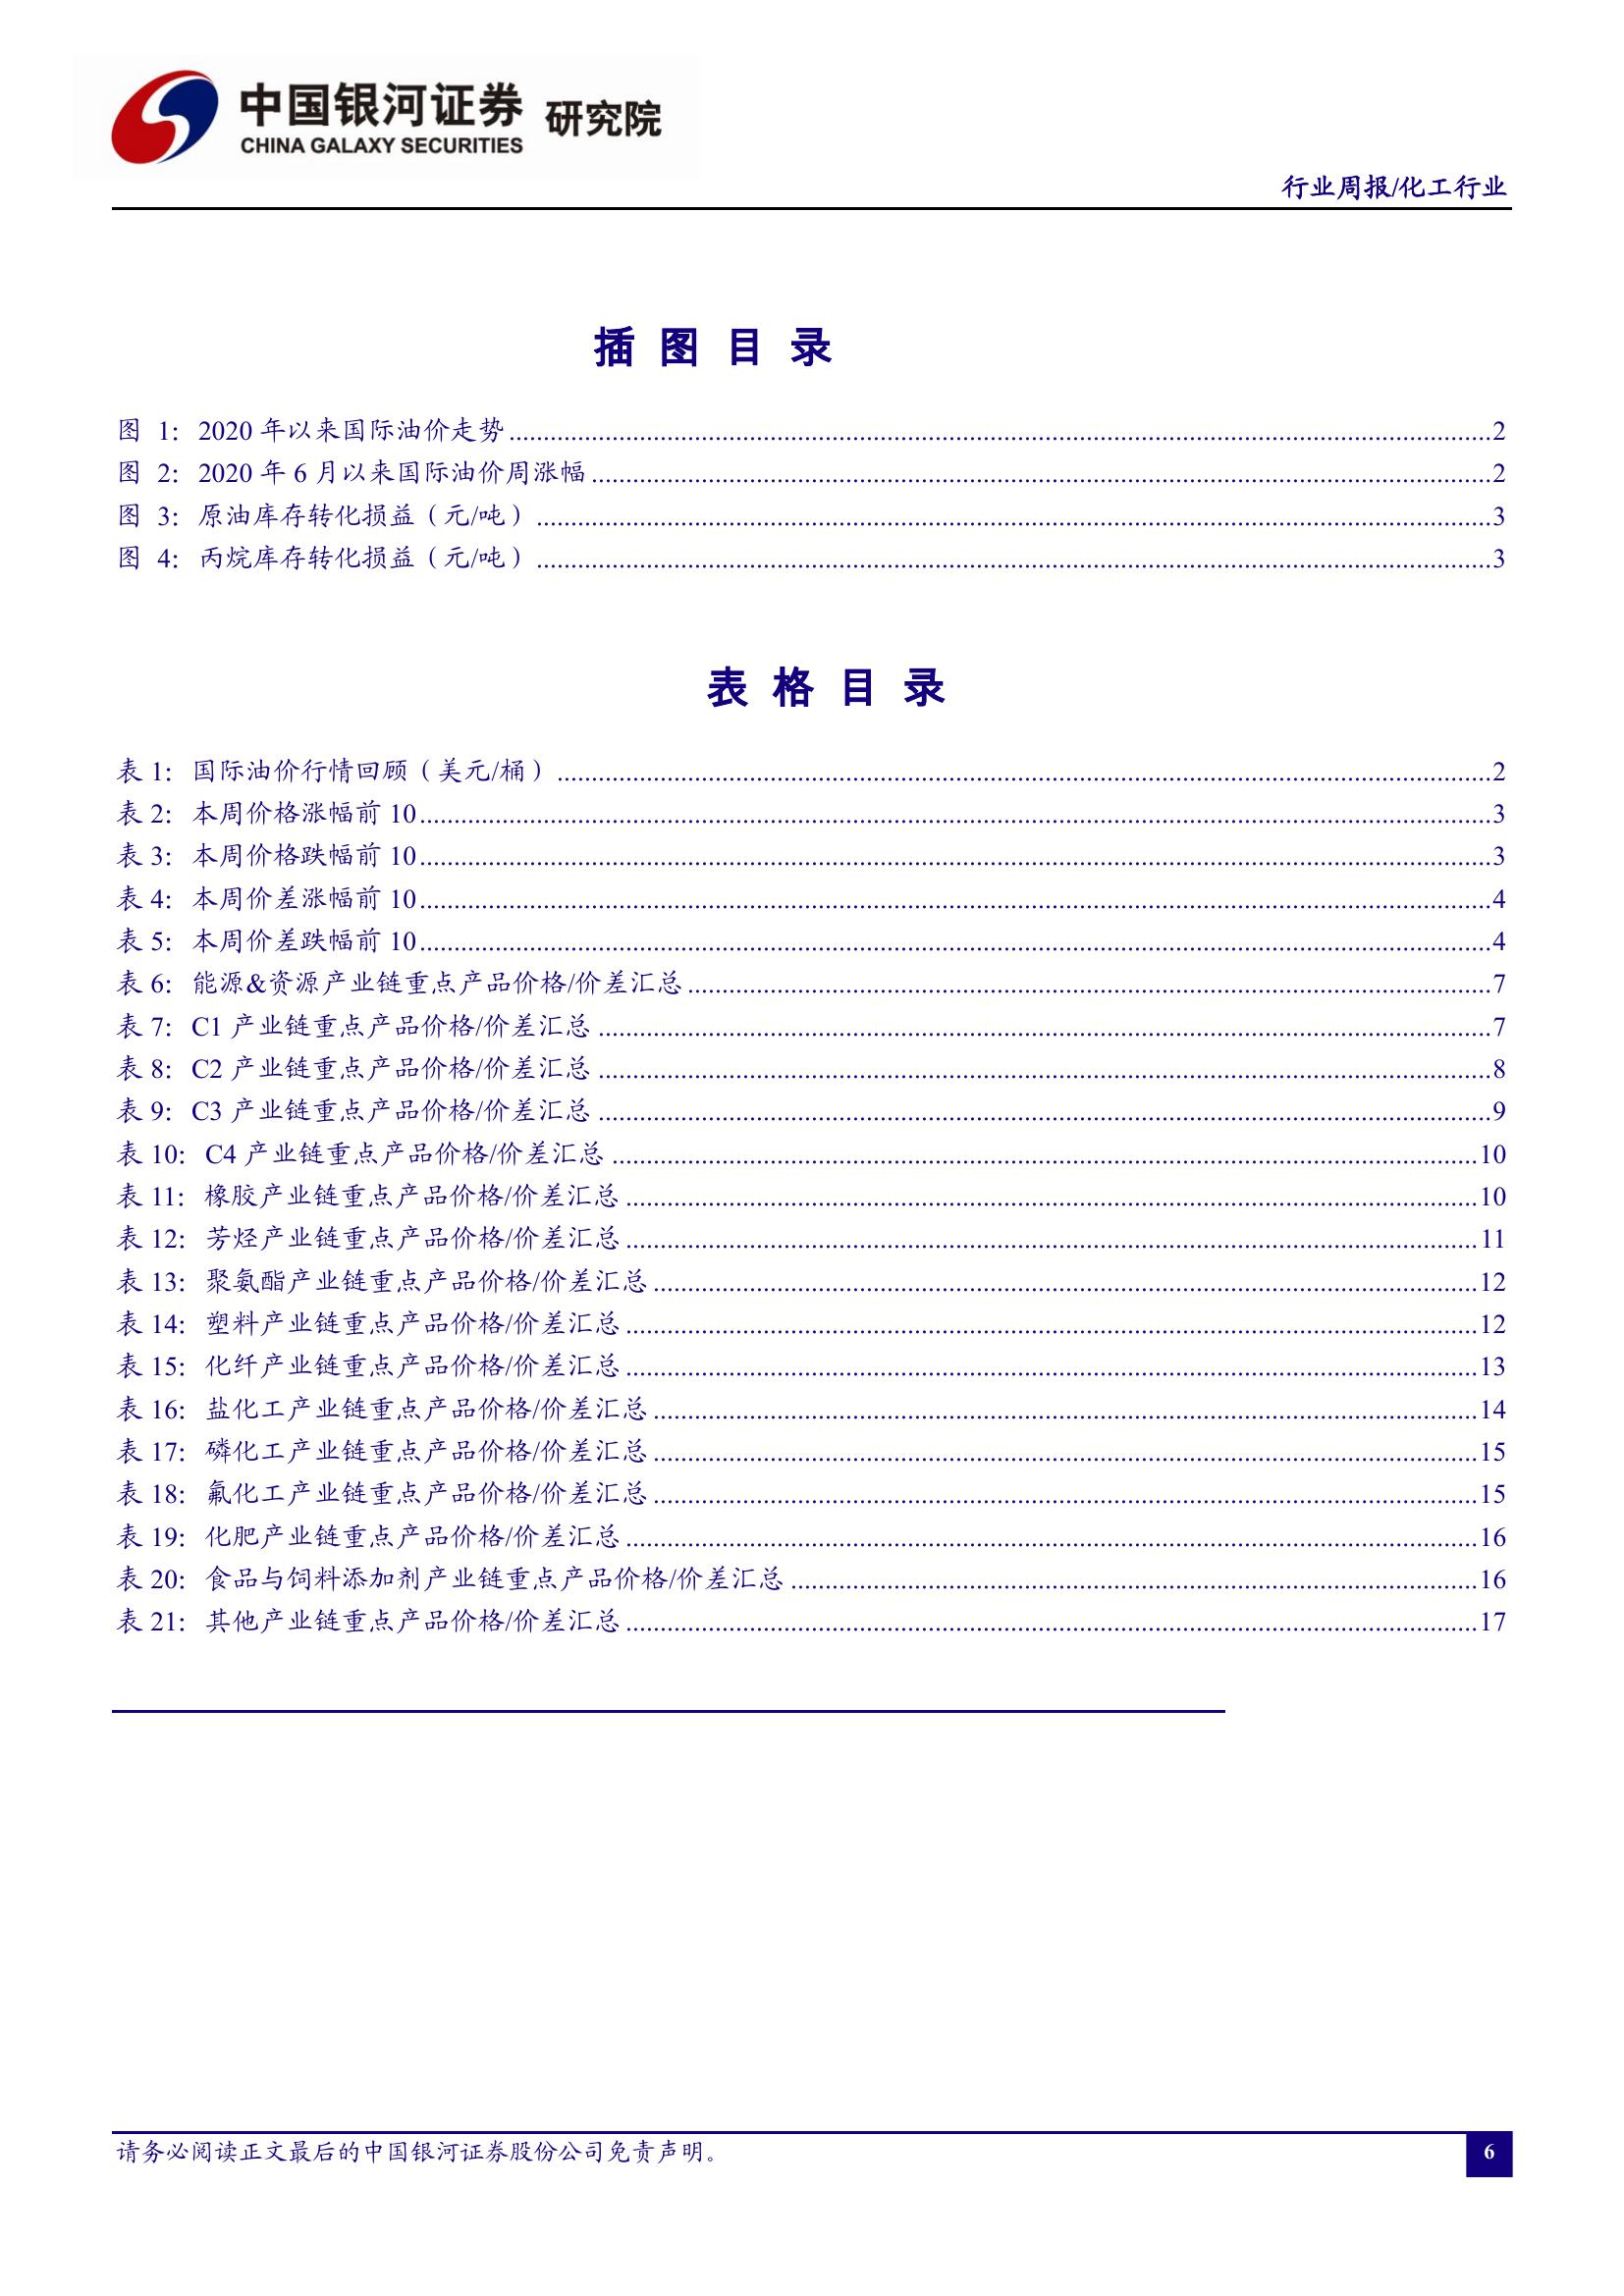 中国银河证券 研究院
CHINA GALAXY SECURITIES
行业周报/化工行业
插 图 目 录
图 1: 2020 年以来国际油价走势........2
图 2: 2020 年 6 月以来国际油价周涨幅........2
图 3: 原油库存转化损益（元/吨）........3
图 4: 丙烷库存转化损益（元/吨）........3
表 格 目 录
表 1: 国际油价行情回顾（美元/桶）........2
表 2: 本周价格涨幅前 10........3
表 3: 本周价格跌幅前 10........3
表 4: 本周价差涨幅前 10........4
表 5: 本周价差跌幅前 10........4
表 6: 能源&资源产业链重点产品价格/价差汇总........7
表 7: C1 产业链重点产品价格/价差汇总........7
表 8: C2 产业链重点产品价格/价差汇总........8
表 9: C3 产业链重点产品价格/价差汇总........9
表 10: C4 产业链重点产品价格/价差汇总........10
表 11: 橡胶产业链重点产品价格/价差汇总........10
表 12: 芳烃产业链重点产品价格/价差汇总........11
表 13: 聚氨酯产业链重点产品价格/价差汇总........12
表 14: 塑料产业链重点产品价格/价差汇总........12
表 15: 化纤产业链重点产品价格/价差汇总........13
表 16: 盐化工产业链重点产品价格/价差汇总........14
表 17: 磷化工产业链重点产品价格/价差汇总........15
表 18: 氟化工产业链重点产品价格/价差汇总........15
表 19: 化肥产业链重点产品价格/价差汇总........16
表 20: 食品与饲料添加剂产业链重点产品价格/价差汇总........16
表 21: 其他产业链重点产品价格/价差汇总........17
请务必阅读正文最后的中国银河证券股份公司免责声明。
6